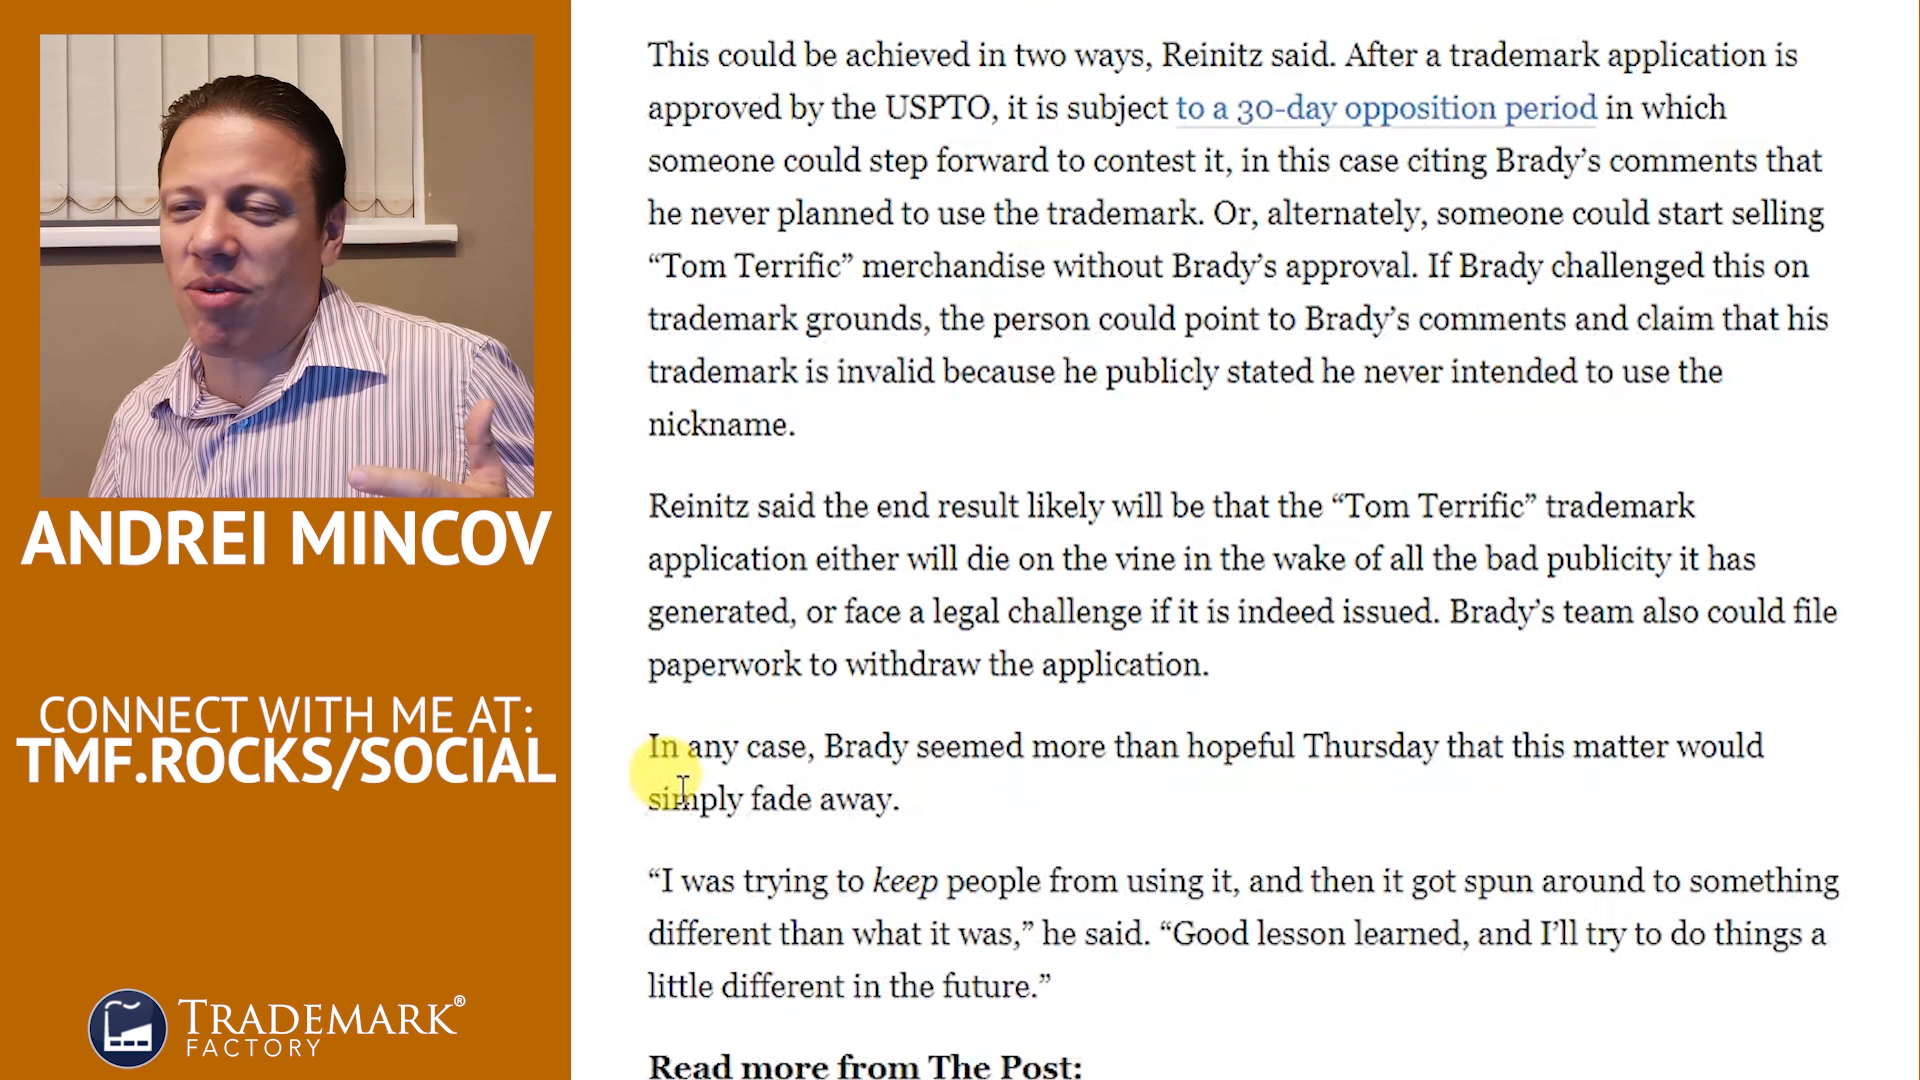 ANDREI MINCOV
CONNECT WITH ME AT:
TMF.ROCKS/SOCIAL
TRADEMARK®
FACTORY
This could be achieved in two ways, Reinitz said. After a trademark application is
approved by the USPTO, it is subject to a 30-day opposition period in which
someone could step forward to contest it, in this case citing Brady’s comments that
he never planned to use the trademark. Or, alternately, someone could start selling
“Tom Terrific” merchandise without Brady’s approval. If Brady challenged this on
trademark grounds, the person could point to Brady’s comments and claim that his
trademark is invalid because he publicly stated he never intended to use the
nickname.
Reinitz said the end result likely will be that the “Tom Terrific” trademark
application either will die on the vine in the wake of all the bad publicity it has
generated, or face a legal challenge if it is indeed issued. Brady’s team also could file
paperwork to withdraw the application.
In any case, Brady seemed more than hopeful Thursday that this matter would
simply fade away.
“I was trying to keep people from using it, and then it got spun around to something
different than what it was,” he said. “Good lesson learned, and I’ll try to do things a
little different in the future.”
Read more from The Post: